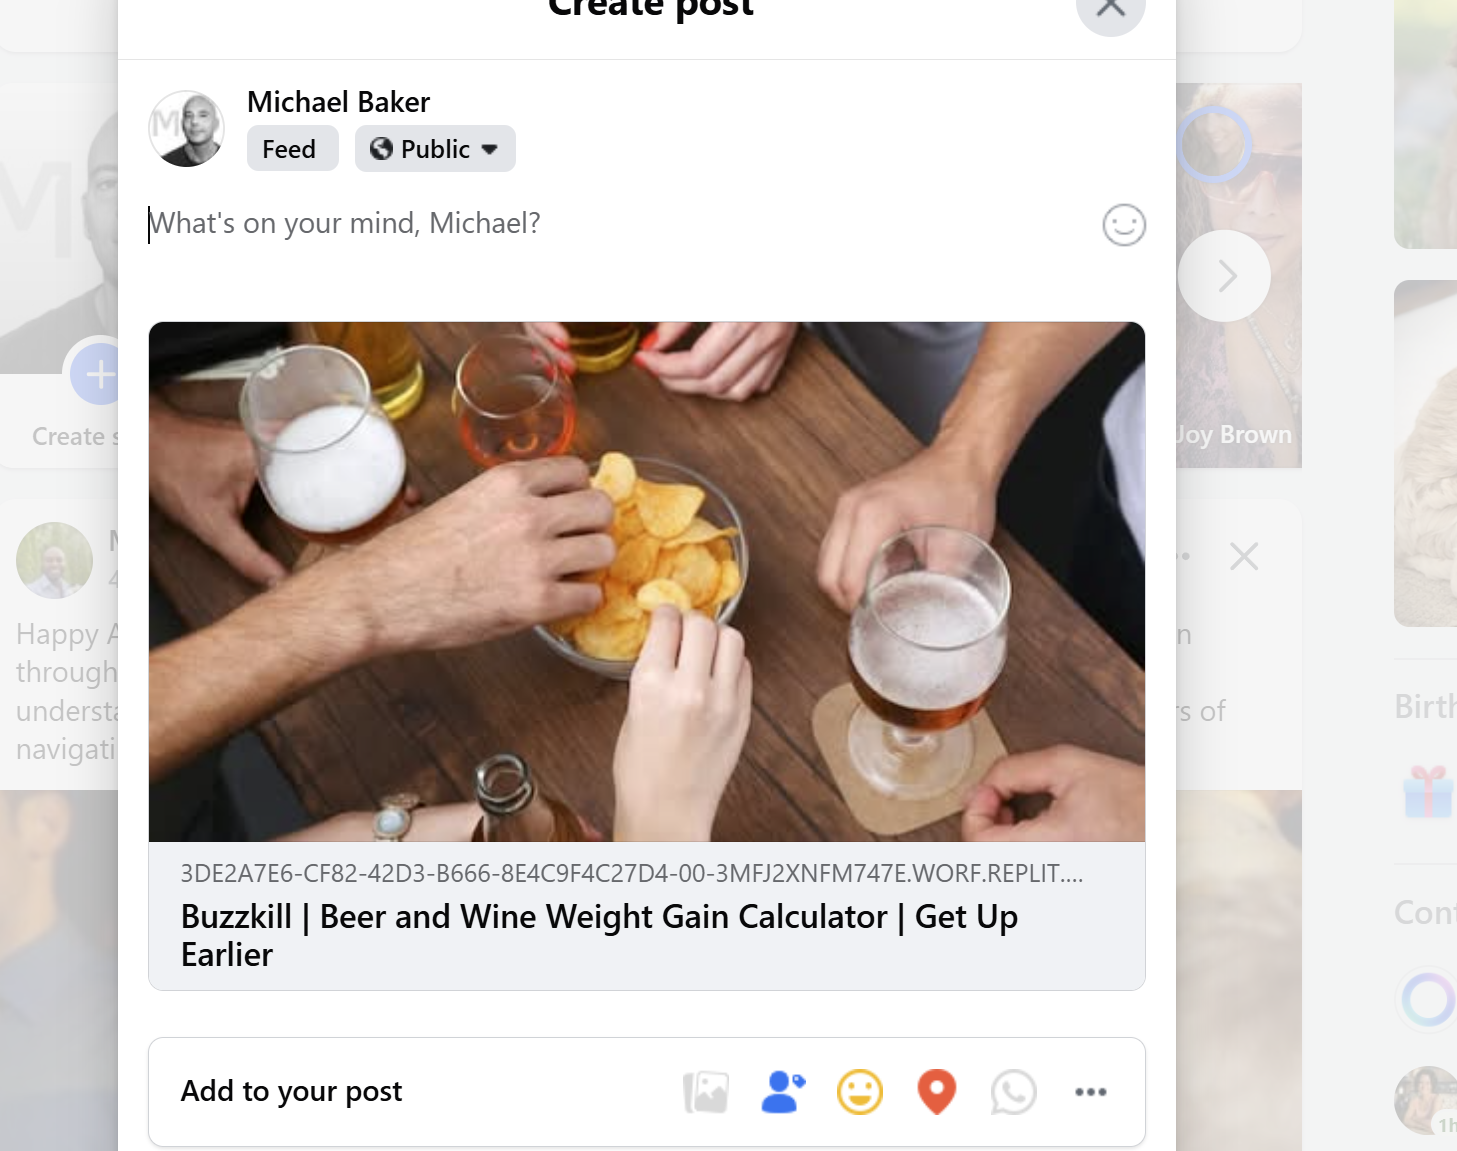 Create post
Michael Baker
Feed
Public
What's on your mind, Michael?
Create s
Joy Brown
Happy A
through
understa
navigati
n
rs of
Birth
3DE2A7E6-CF82-42D3-B666-8E4C9F4C27D4-00-3MFJ2XNFM747E.WORF.REPLIT....
Buzzkill | Beer and Wine Weight Gain Calculator | Get Up
Earlier
Cont
Add to your post
1h